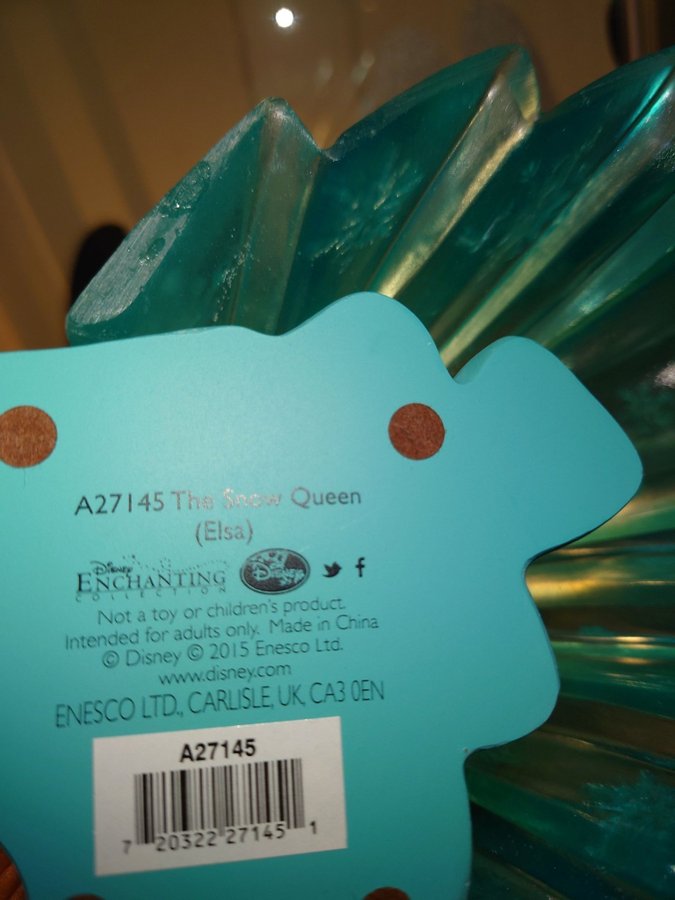 A27145 The Snow Queen
(Elsa)
Disney
ENCHANTING
COLLECTION
Disney
Not a toy or children's product.
Intended for adults only. Made in China
© Disney © 2015 Enesco Ltd.
www.disney.com
ENESCO LTD., CARLISLE, UK, CA3 0EN
A27145
7 20322 27145 1